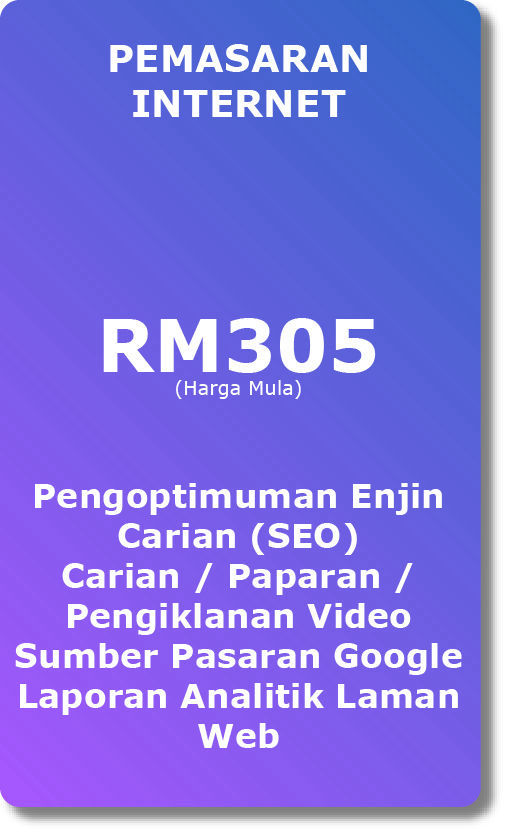 PEMASARAN
INTERNET
RM305
(Harga Mula)
Pengoptimuman Enjin
Carian (SEO)
Carian / Paparan /
Pengiklanan Video
Sumber Pasaran Google
Laporan Analitik Laman
Web